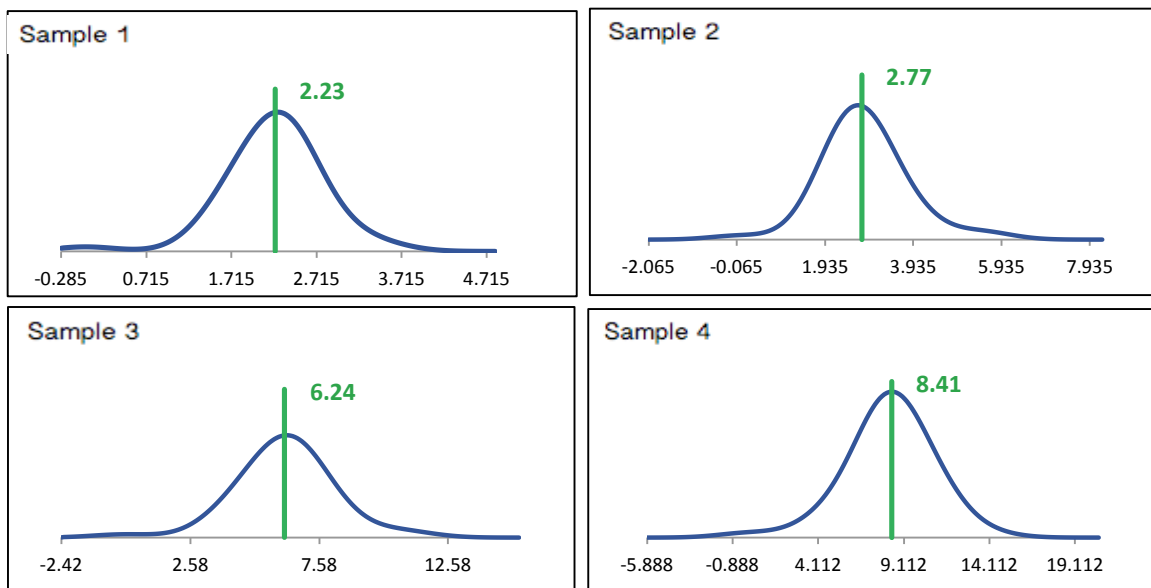 Sample 1
2.23
-0.285 0.715 1.715 2.715 3.715 4.715
Sample 2
2.77
-2.065 -0.065 1.935 3.935 5.935 7.935
Sample 3
6.24
-2.42 2.58 7.58 12.58
Sample 4
8.41
-5.888 -0.888 4.112 9.112 14.112 19.112